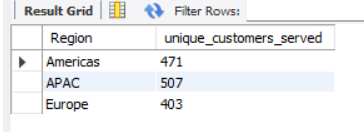 Result Grid Filter Rows:
Region unique_customers_served
Americas 471
APAC 507
Europe 403